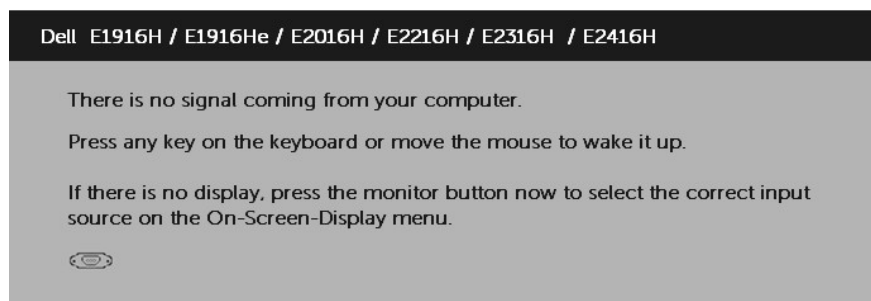 Dell E1916H / E1916He / E2016H / E2216H / E2316H / E2416H
There is no signal coming from your computer.
Press any key on the keyboard or move the mouse to wake it up.
If there is no display, press the monitor button now to select the correct input
source on the On-Screen-Display menu.